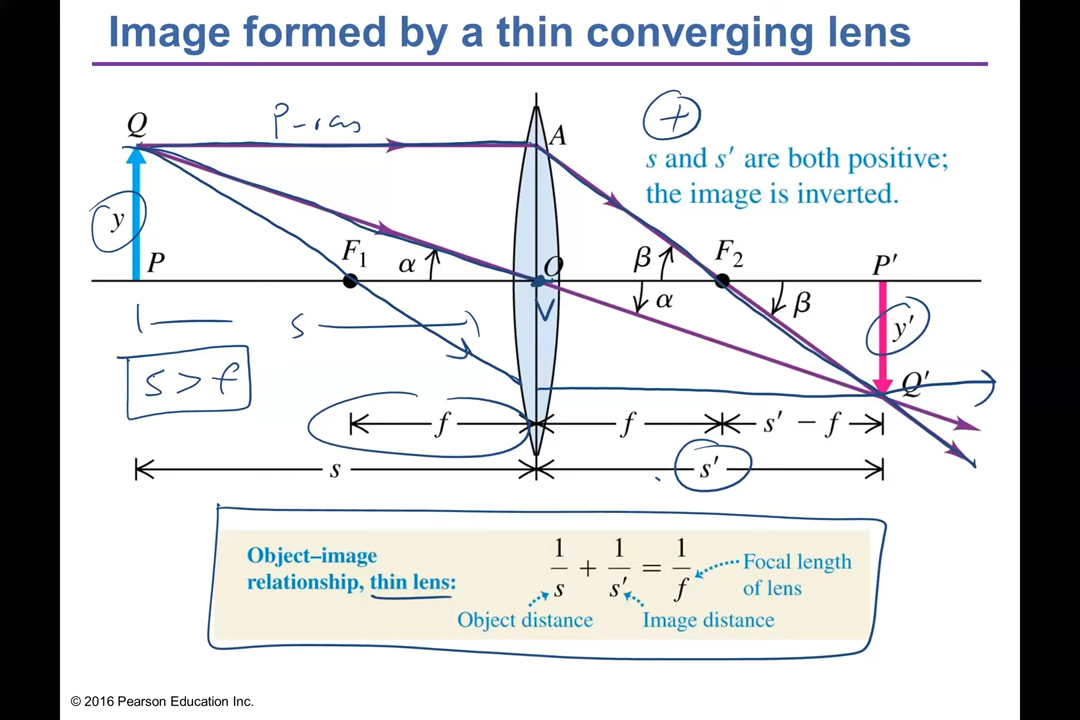 Image formed by a thin converging lens
Q
P-ras
A
+
s and s′ are both positive;
the image is inverted.
y
P
F₁
α
O
β
F₂
P′
α
β
y′
V
s
s > f
Q′
f
f
s′ − f
s
s′
Object–image
relationship, thin lens:
1/s + 1/s′ = 1/f
Focal length
of lens
Object distance
Image distance
© 2016 Pearson Education Inc.